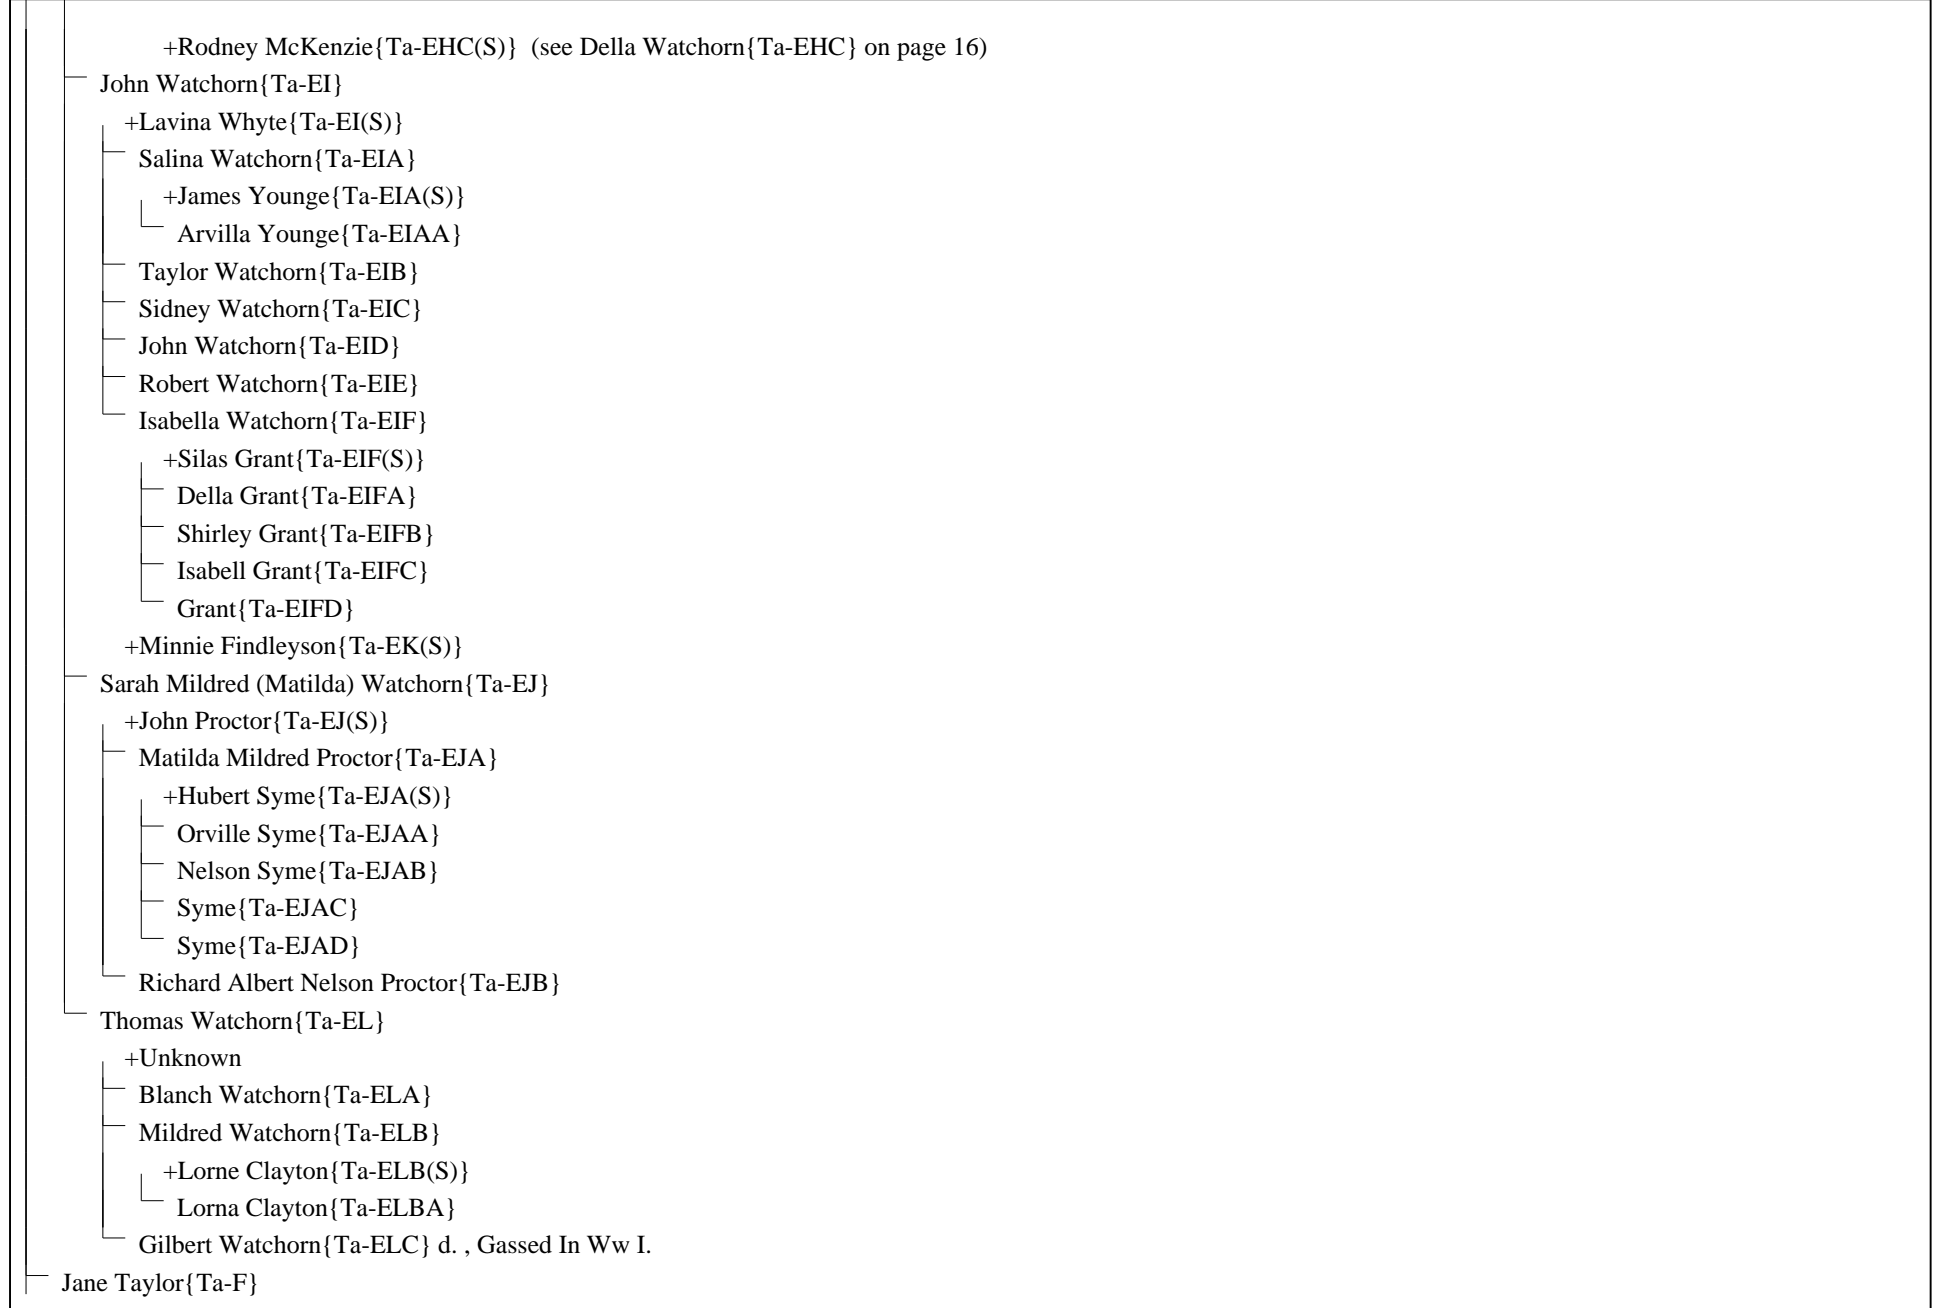 +Rodney McKenzie{Ta-EHC(S)} (see Della Watchorn{Ta-EHC} on page 16)
John Watchorn{Ta-EI}
+Lavina Whyte{Ta-EI(S)}
Salina Watchorn{Ta-EIA}
+James Younge{Ta-EIA(S)}
Arvilla Younge{Ta-EIAA}
Taylor Watchorn{Ta-EIB}
Sidney Watchorn{Ta-EIC}
John Watchorn{Ta-EID}
Robert Watchorn{Ta-EIE}
Isabella Watchorn{Ta-EIF}
+Silas Grant{Ta-EIF(S)}
Della Grant{Ta-EIFA}
Shirley Grant{Ta-EIFB}
Isabell Grant{Ta-EIFC}
Grant{Ta-EIFD}
+Minnie Findleyson{Ta-EK(S)}
Sarah Mildred (Matilda) Watchorn{Ta-EJ}
+John Proctor{Ta-EJ(S)}
Matilda Mildred Proctor{Ta-EJA}
+Hubert Syme{Ta-EJA(S)}
Orville Syme{Ta-EJAA}
Nelson Syme{Ta-EJAB}
Syme{Ta-EJAC}
Syme{Ta-EJAD}
Richard Albert Nelson Proctor{Ta-EJB}
Thomas Watchorn{Ta-EL}
+Unknown
Blanch Watchorn{Ta-ELA}
Mildred Watchorn{Ta-ELB}
+Lorne Clayton{Ta-ELB(S)}
Lorna Clayton{Ta-ELBA}
Gilbert Watchorn{Ta-ELC} d. , Gassed In Ww I.
Jane Taylor{Ta-F}